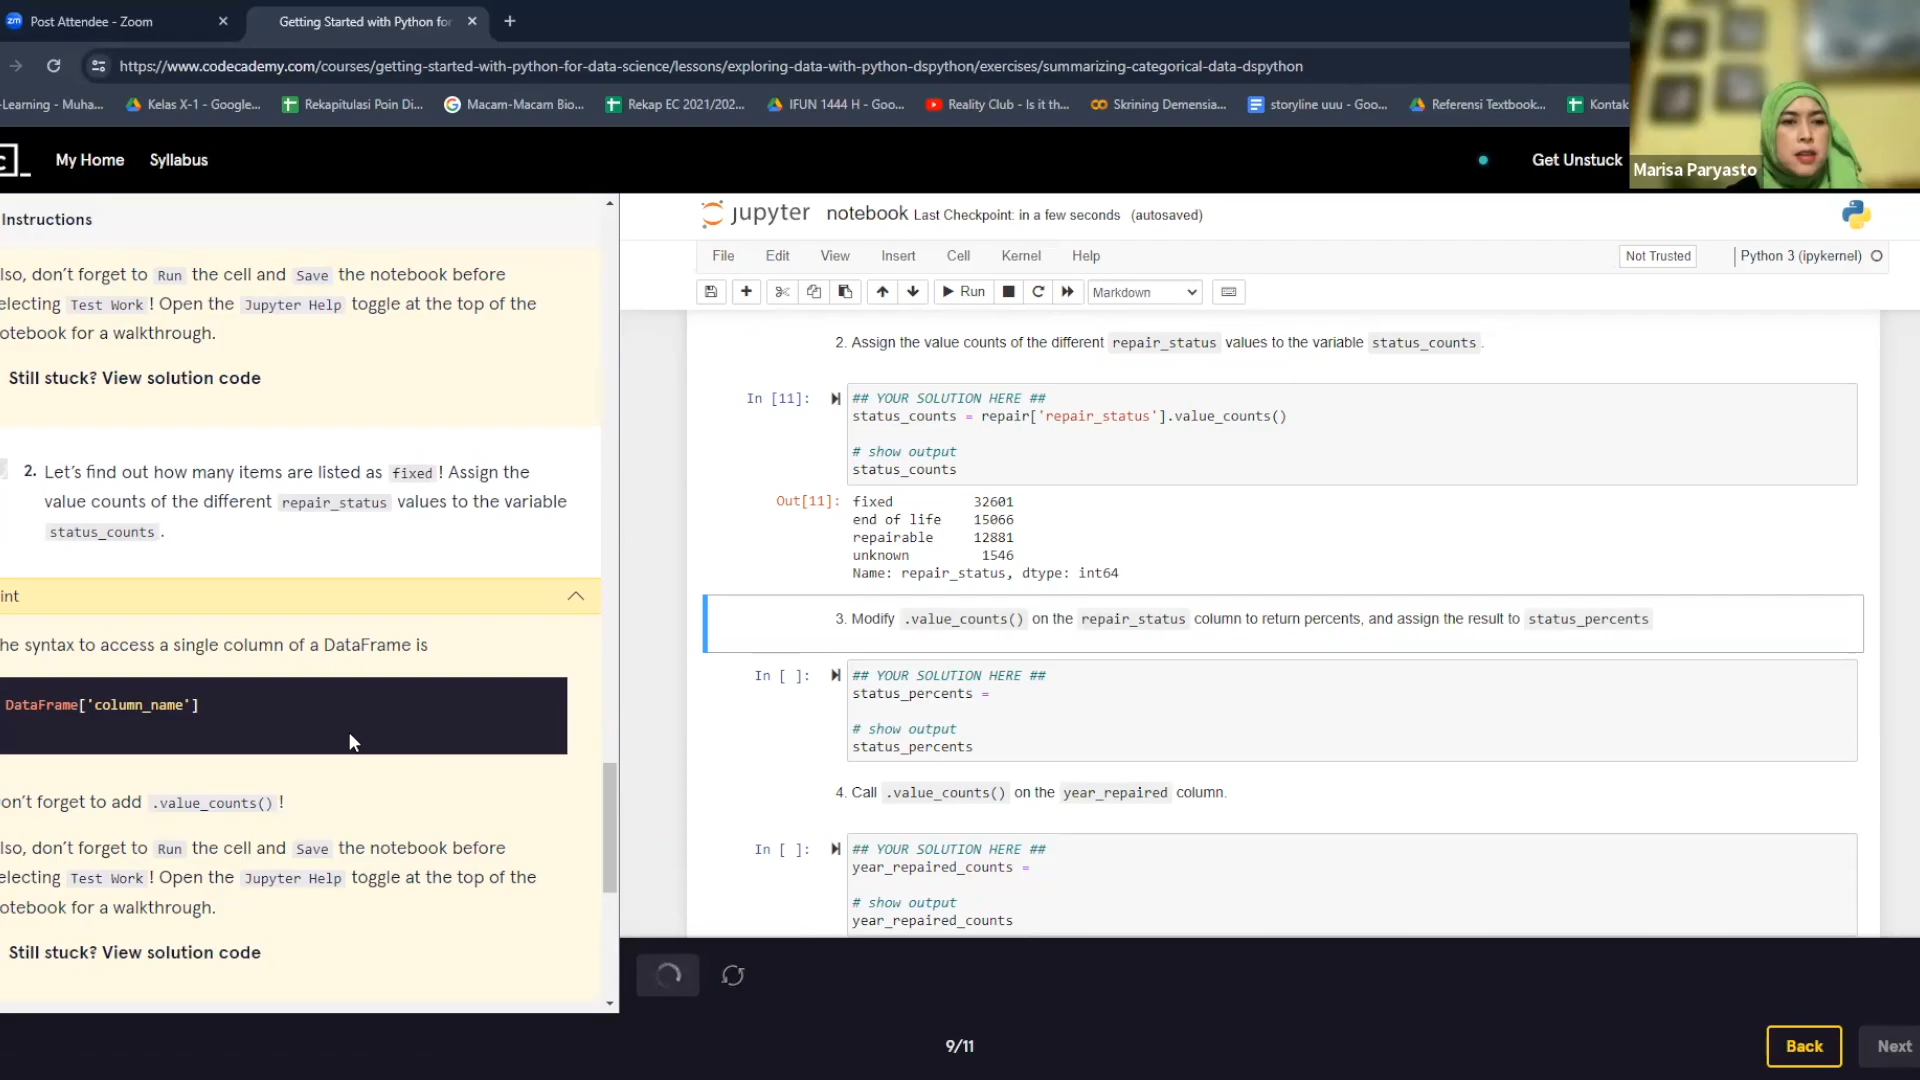 zm Post Attendee - Zoom
Getting Started with Python for
https://www.codecademy.com/courses/getting-started-with-python-for-data-science/lessons/exploring-data-with-python-dspython/exercises/summarizing-categorical-data-dspython
-Learning - Muha... Kelas X-1 - Google... Rekapitulasi Poin Di... Macam-Macam Bio... Rekap EC 2021/202... IFUN 1444 H - Goo... Reality Club - Is it th... Skrining Demensia... storyline uuu - Goo... Referensi Textbook... Kontak
Marisa Paryasto
My Home Syllabus Get Unstuck
Instructions
lso, don't forget to Run the cell and Save the notebook before
electing Test Work! Open the Jupyter Help toggle at the top of the
otebook for a walkthrough.
Still stuck? View solution code
2. Let's find out how many items are listed as fixed! Assign the
value counts of the different repair_status values to the variable
status_counts.
int
he syntax to access a single column of a DataFrame is
DataFrame['column_name']
on't forget to add .value_counts()!
lso, don't forget to Run the cell and Save the notebook before
electing Test Work! Open the Jupyter Help toggle at the top of the
otebook for a walkthrough.
Still stuck? View solution code
jupyter notebook Last Checkpoint: in a few seconds (autosaved)
File Edit View Insert Cell Kernel Help Not Trusted Python 3 (ipykernel)
Run Markdown
2. Assign the value counts of the different repair_status values to the variable status_counts.
In [11]: ## YOUR SOLUTION HERE ##
status_counts = repair['repair_status'].value_counts()
# show output
status_counts
Out[11]: fixed 32601
end of life 15066
repairable 12881
unknown 1546
Name: repair_status, dtype: int64
3. Modify .value_counts() on the repair_status column to return percents, and assign the result to status_percents
In [ ]: ## YOUR SOLUTION HERE ##
status_percents =
# show output
status_percents
4. Call .value_counts() on the year_repaired column.
In [ ]: ## YOUR SOLUTION HERE ##
year_repaired_counts =
# show output
year_repaired_counts
9/11
Back
Next